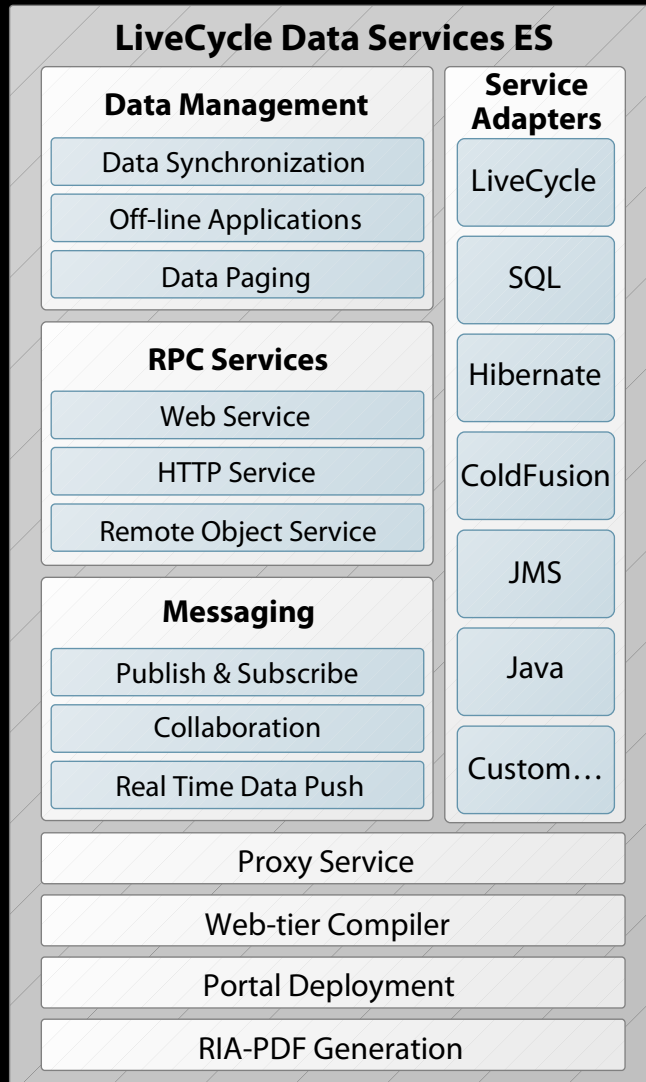 LiveCycle Data Services ES
Data Management
Data Synchronization
Off-line Applications
Data Paging
RPC Services
Web Service
HTTP Service
Remote Object Service
Messaging
Publish & Subscribe
Collaboration
Real Time Data Push
Service
Adapters
LiveCycle
SQL
Hibernate
ColdFusion
JMS
Java
Custom…
Proxy Service
Web-tier Compiler
Portal Deployment
RIA-PDF Generation